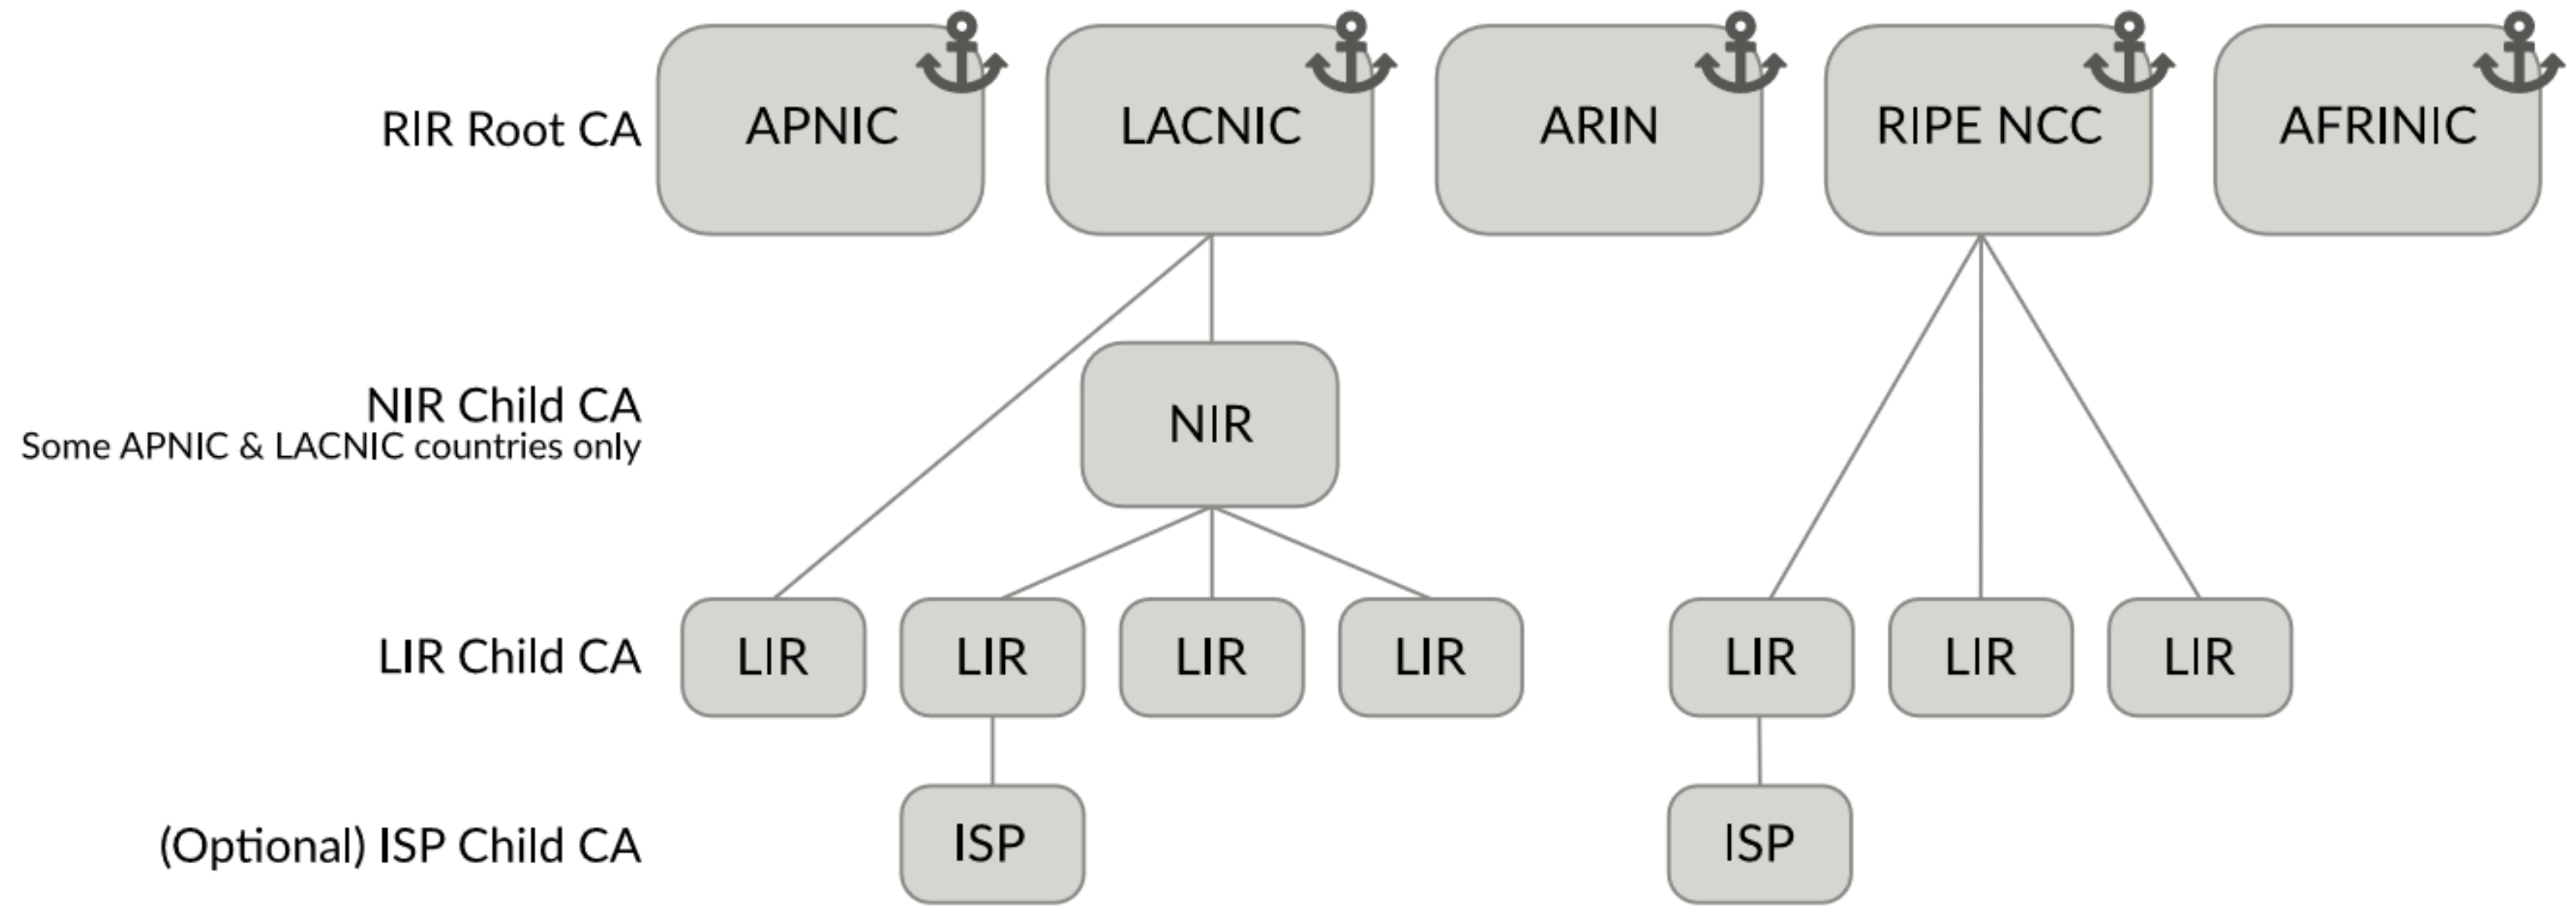 RIR Root CA
APNIC
LACNIC
ARIN
RIPE NCC
AFRINIC
NIR Child CA
Some APNIC & LACNIC countries only
NIR
LIR Child CA
LIR
LIR
LIR
LIR
LIR
LIR
LIR
(Optional) ISP Child CA
ISP
ISP